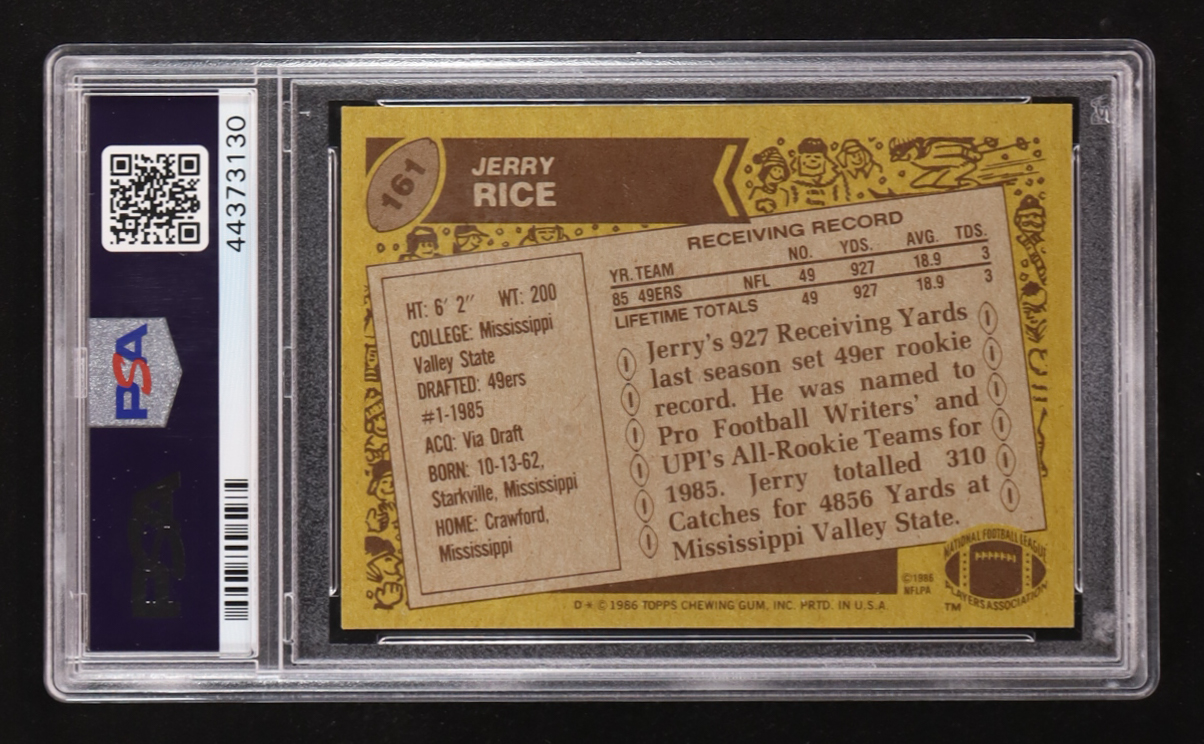 44373130
PSA
PSA
161
JERRY
RICE
HT: 6′ 2″ WT: 200
COLLEGE: Mississippi
Valley State
DRAFTED: 49ers
#1-1985
ACQ: Via Draft
BORN: 10-13-62,
Starkville, Mississippi
HOME: Crawford,
Mississippi
RECEIVING RECORD
YR. TEAM NO. YDS. AVG. TDS.
85 49ERS NFL 49 927 18.9 3
LIFETIME TOTALS 49 927 18.9 3
Jerry's 927 Receiving Yards
last season set 49er rookie
record. He was named to
Pro Football Writers' and
UPI's All-Rookie Teams for
1985. Jerry totalled 310
Catches for 4856 Yards at
Mississippi Valley State.
D* © 1986 TOPPS CHEWING GUM, INC. PRTD. IN U.S.A.
©1986
NFLPA
NATIONAL FOOTBALL LEAGUE
PLAYERS ASSOCIATION
TM